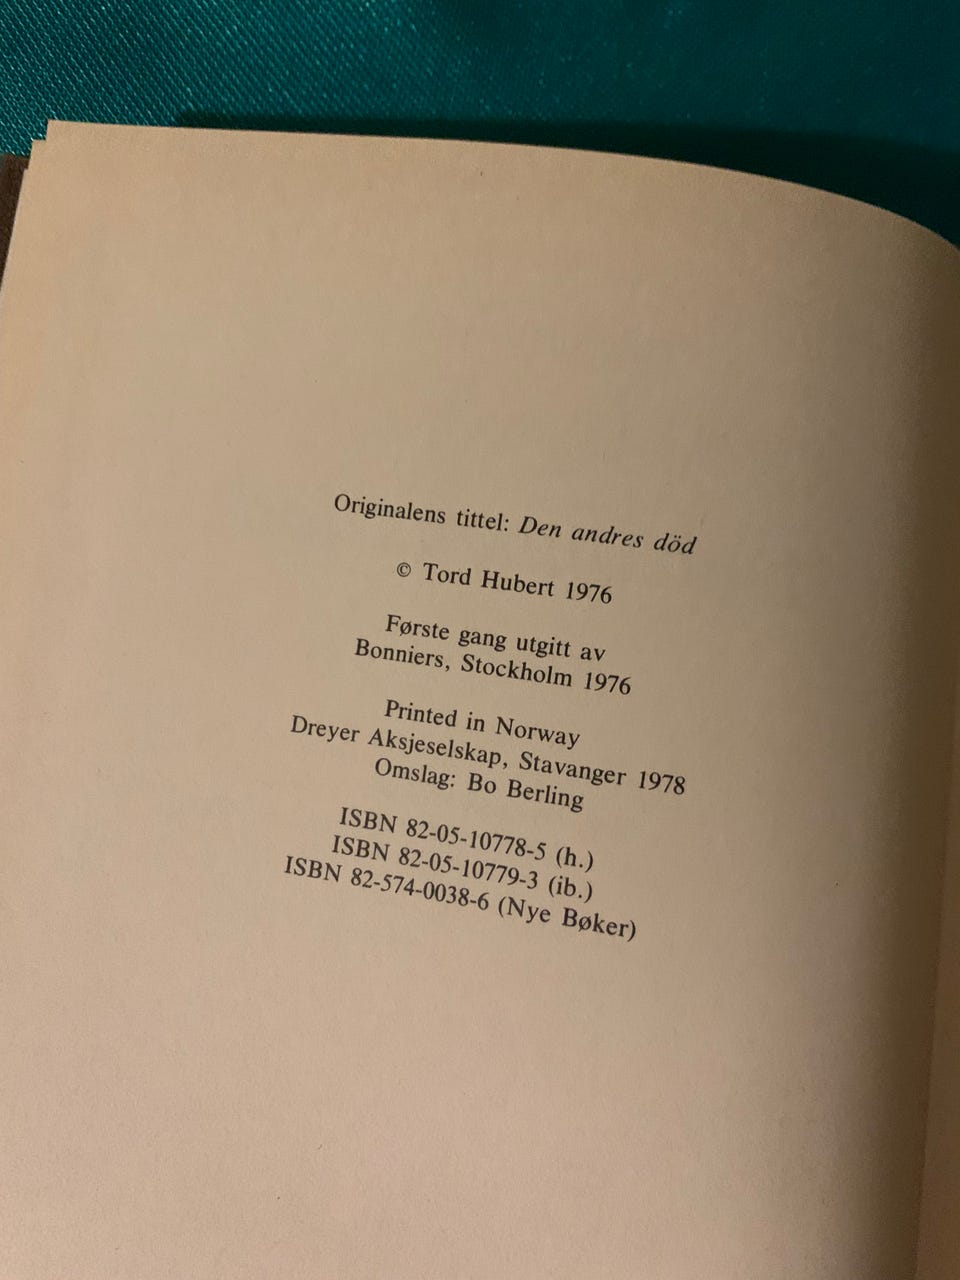 Originalens tittel: Den andres död
© Tord Hubert 1976
Første gang utgitt av
Bonniers, Stockholm 1976
Printed in Norway
Dreyer Aksjeselskap, Stavanger 1978
Omslag: Bo Berling
ISBN 82-05-10778-5 (h.)
ISBN 82-05-10779-3 (ib.)
ISBN 82-574-0038-6 (Nye Bøker)